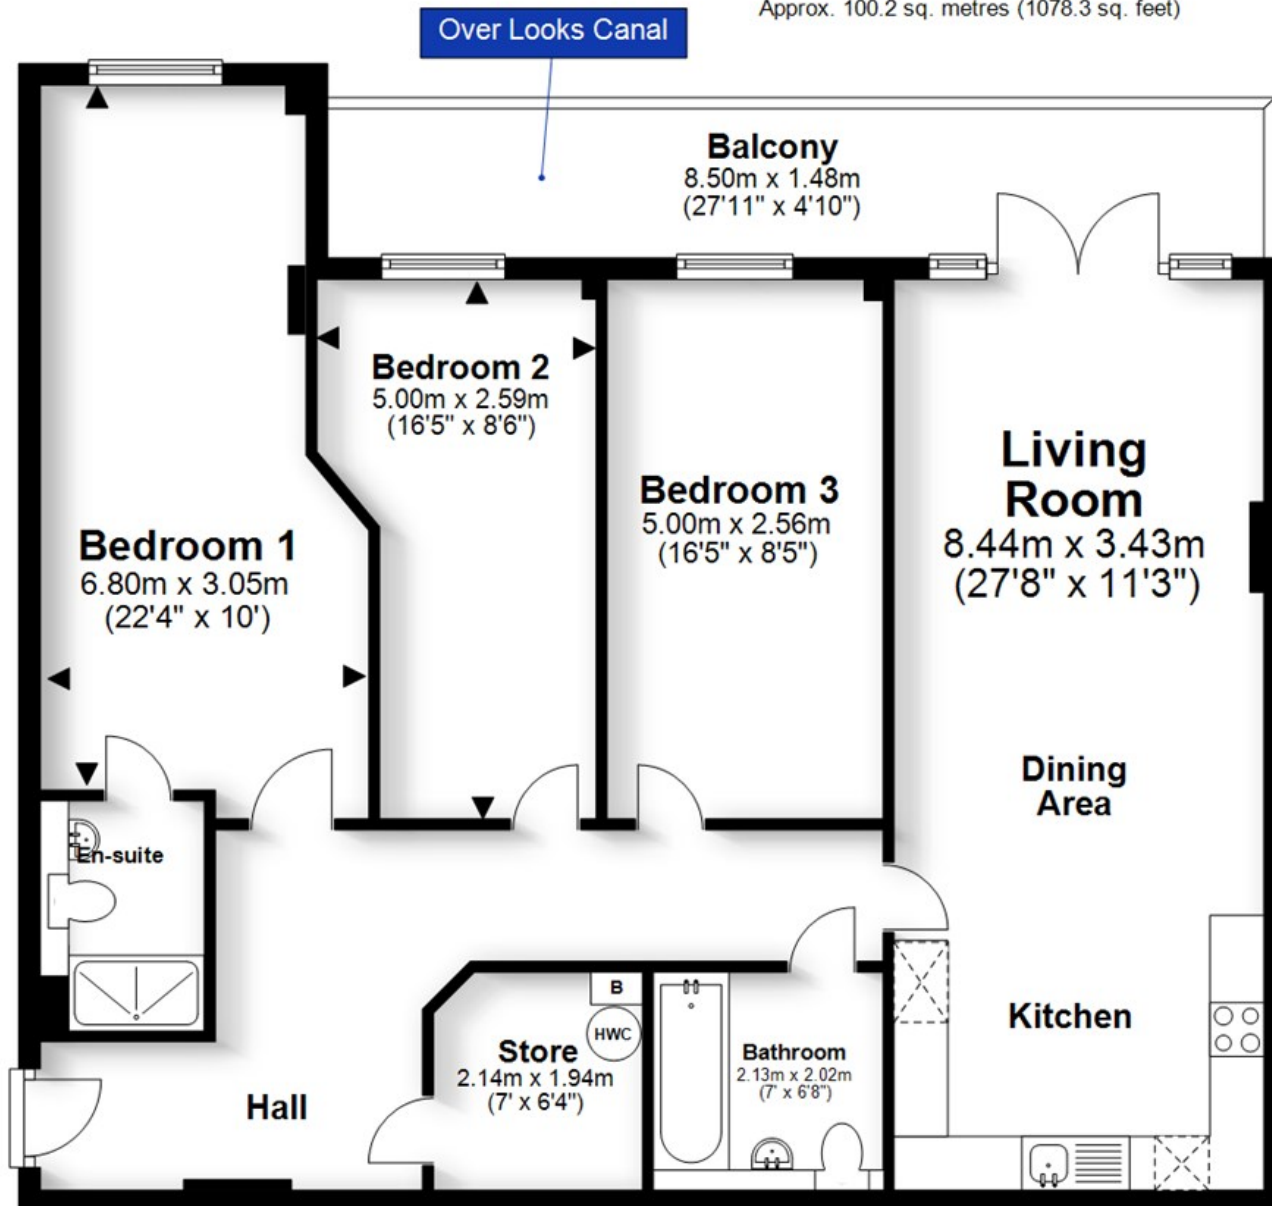 Approx. 100.2 sq. metres (1078.3 sq. feet)
Over Looks Canal
Balcony
8.50m x 1.48m
(27'11" x 4'10")
Bedroom 2
5.00m x 2.59m
(16'5" x 8'6")
Bedroom 3
5.00m x 2.56m
(16'5" x 8'5")
Living
Room
8.44m x 3.43m
(27'8" x 11'3")
Bedroom 1
6.80m x 3.05m
(22'4" x 10')
Dining
Area
En-suite
Kitchen
B
HWC
Store
2.14m x 1.94m
(7' x 6'4")
Bathroom
2.13m x 2.02m
(7' x 6'8")
Hall